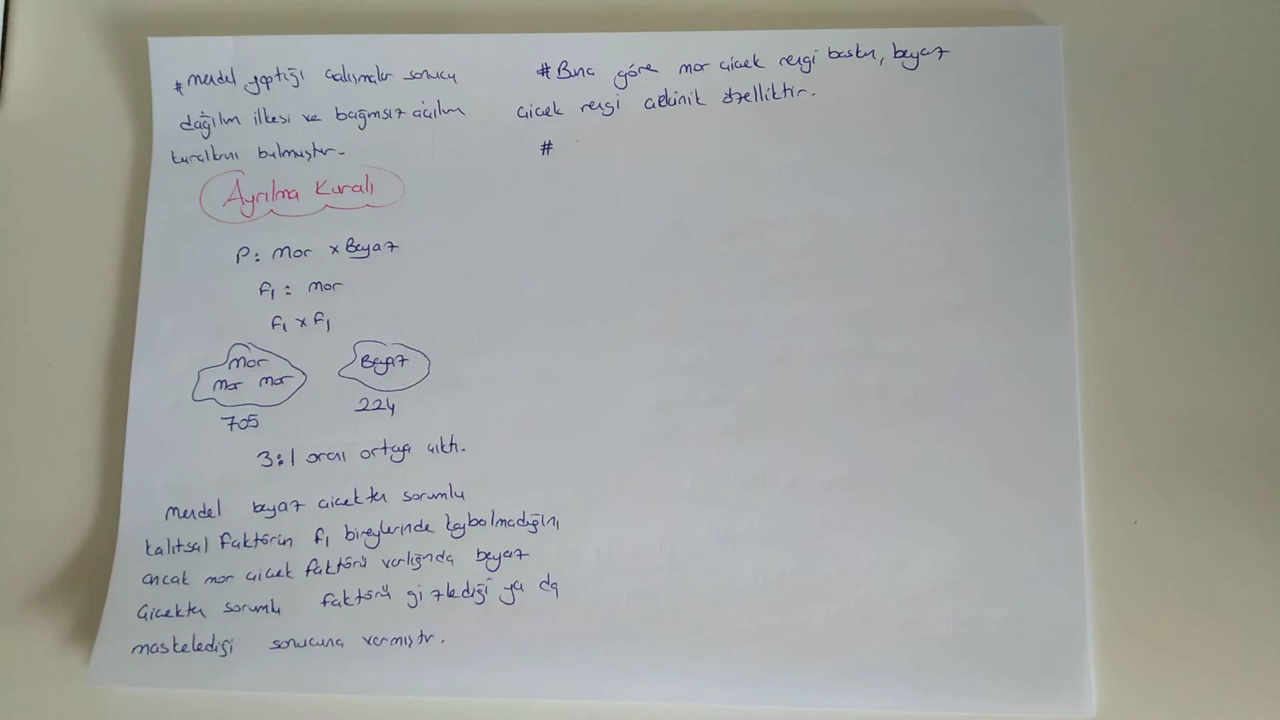 # Mendel yaptığı çalışmalar sonucu
dağılım ilkesi ve bağımsız açılım
kurallarını bulmuştur.
Ayrılma Kuralı
P: Mor x Beyaz
F₁ : Mor
F₁ x F₁
Mor
Mor Mor
Beyaz
705
224
3:1 oranı ortaya çıktı.
Mendel beyaz çiçekten sorumlu
kalıtsal faktörün F₁ bireylerinde kaybolmadığını,
ancak mor çiçek faktörü varlığında beyaz
çiçekten sorumlu faktörü gizlediği ya da
maskelediği sonucuna varmıştır.
# Buna göre mor çiçek rengi baskın, beyaz
çiçek rengi çekinik özelliktir.
#